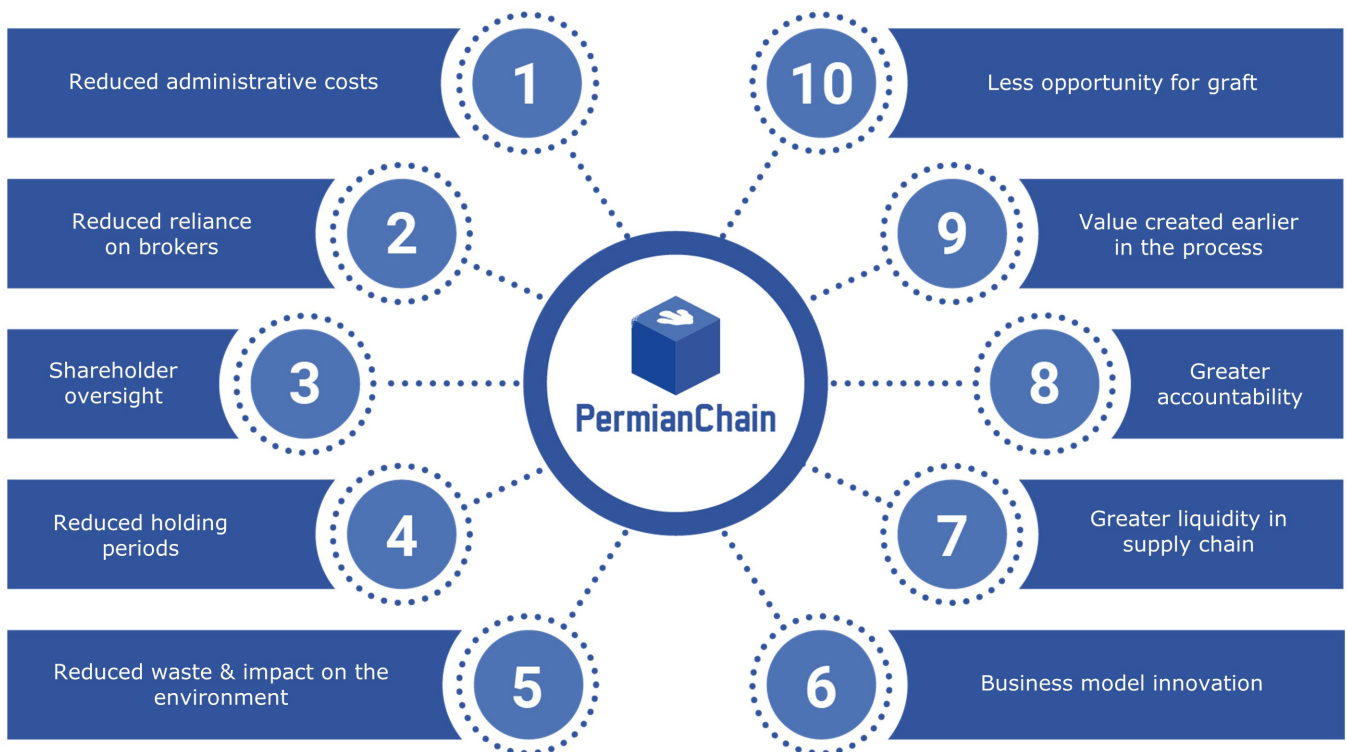 1
Reduced administrative costs
2
Reduced reliance
on brokers
3
Shareholder
oversight
4
Reduced holding
periods
5
Reduced waste & impact on the
environment
PermianChain
10
Less opportunity for graft
9
Value created earlier
in the process
8
Greater
accountability
7
Greater liquidity in
supply chain
6
Business model innovation